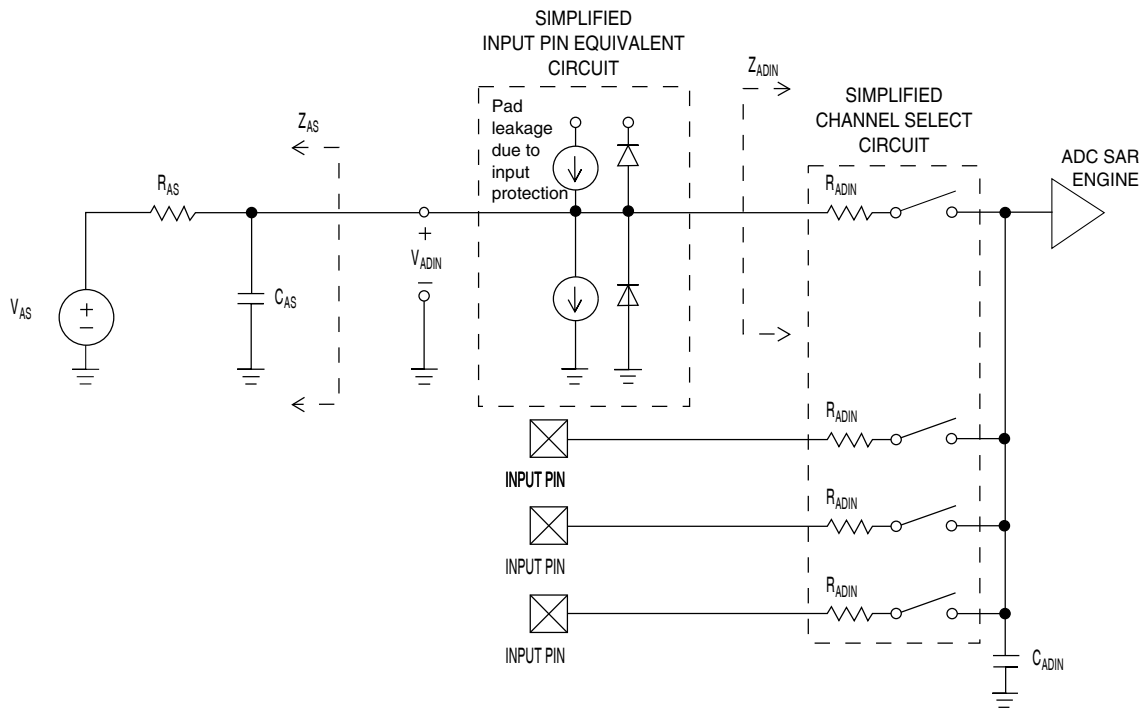 SIMPLIFIED
INPUT PIN EQUIVALENT
CIRCUIT
Pad
leakage
due to
input
protection
Z_ADIN
SIMPLIFIED
CHANNEL SELECT
CIRCUIT
ADC SAR
ENGINE
Z_AS
R_AS
R_ADIN
+
V_ADIN
–
V_AS
+
–
C_AS
R_ADIN
INPUT PIN
R_ADIN
INPUT PIN
R_ADIN
INPUT PIN
C_ADIN